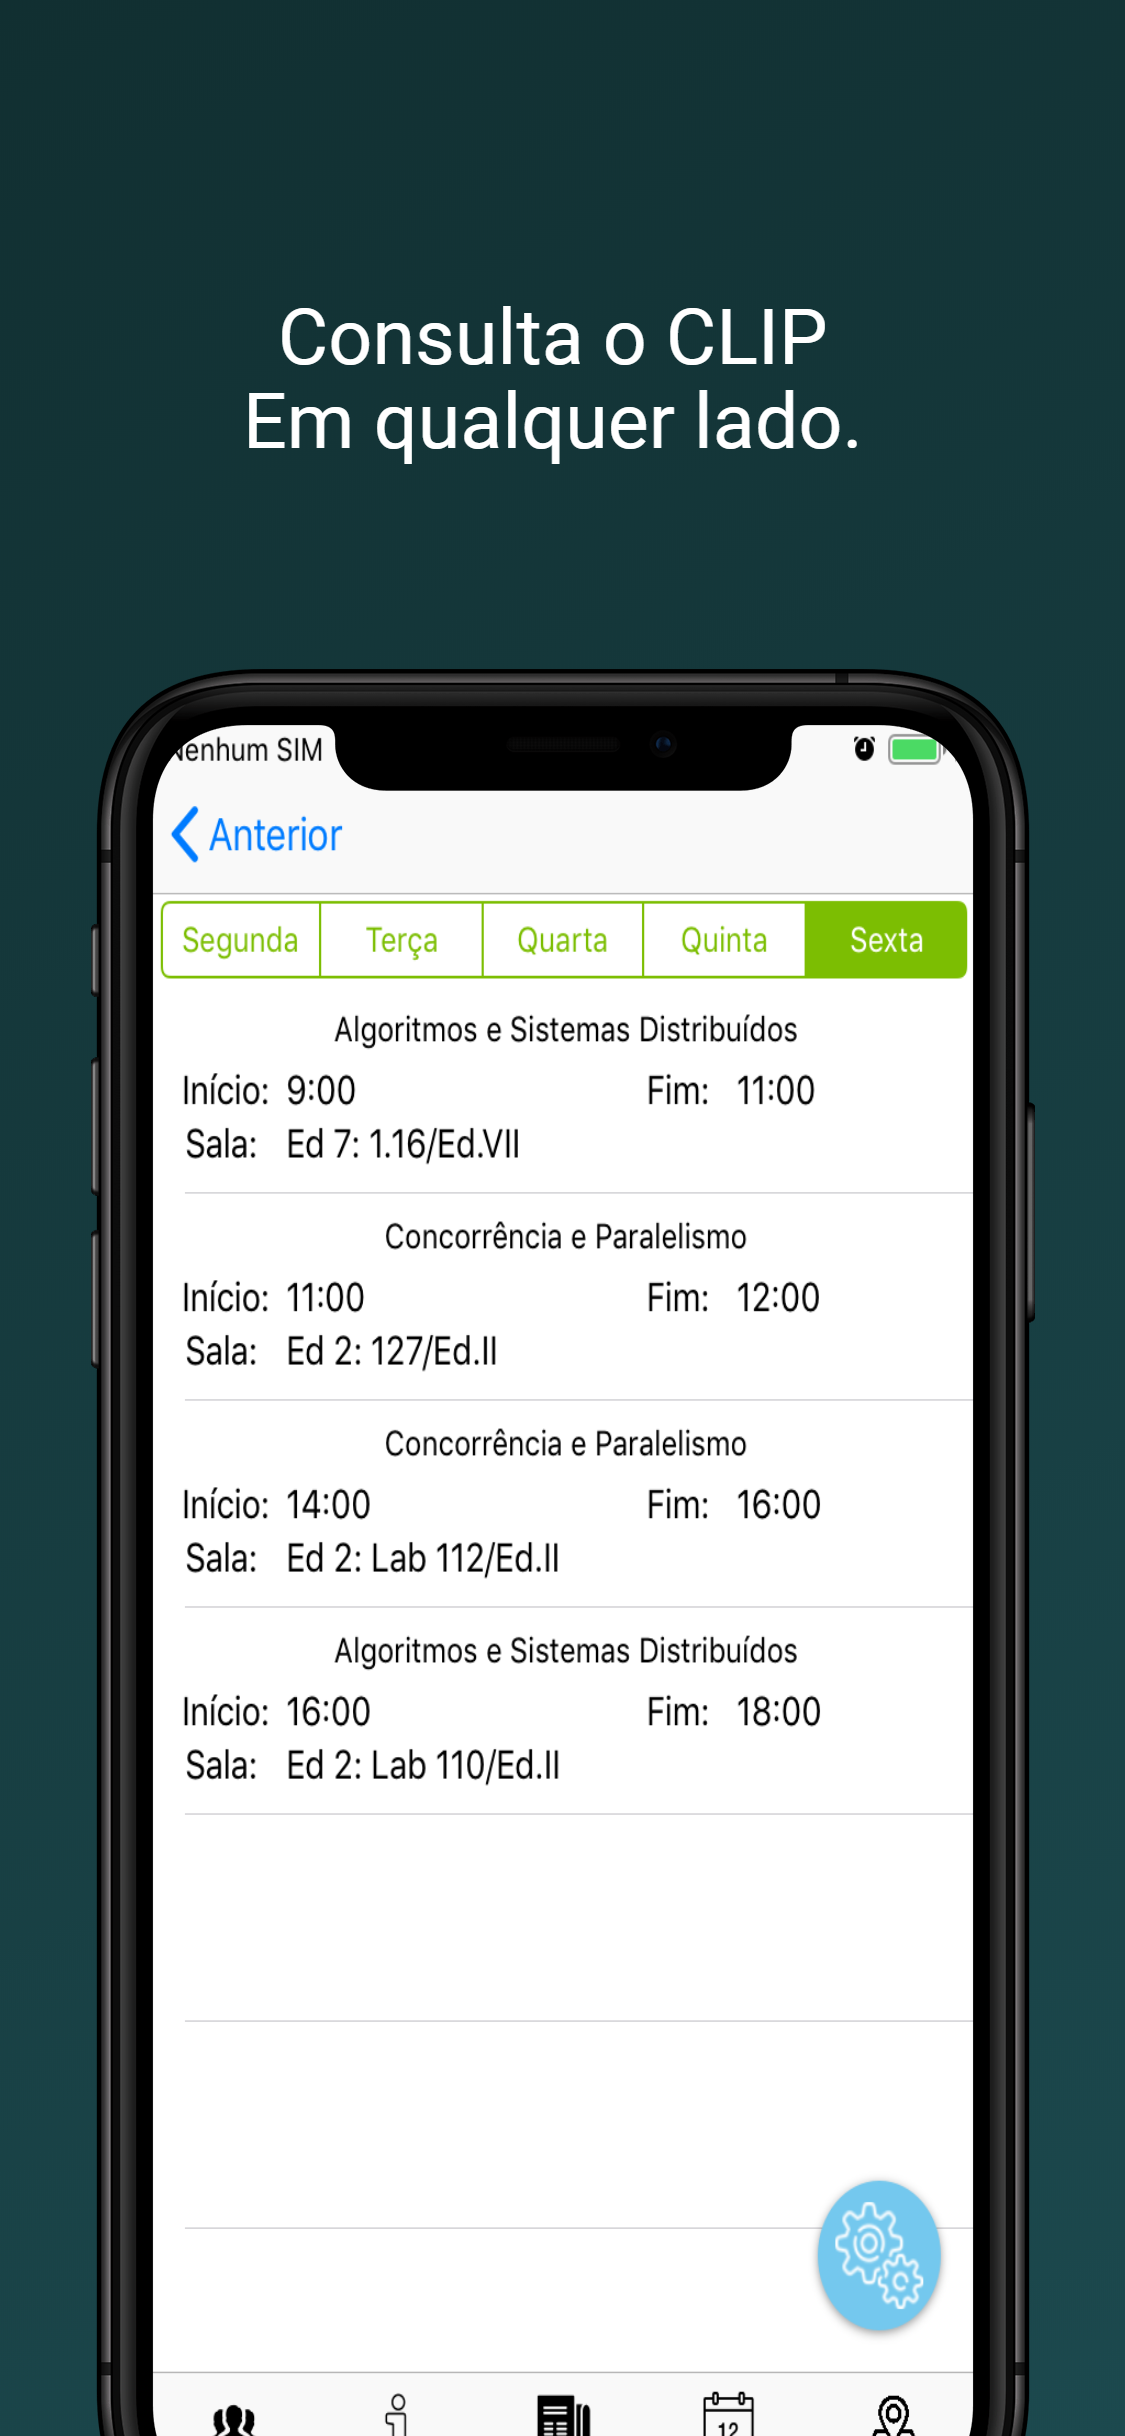 Consulta o CLIP
Em qualquer lado.
Nenhum SIM
Anterior
Segunda Terça Quarta Quinta Sexta
Algoritmos e Sistemas Distribuídos
Início: 9:00 Fim: 11:00
Sala: Ed 7: 1.16/Ed.VII
Concorrência e Paralelismo
Início: 11:00 Fim: 12:00
Sala: Ed 2: 127/Ed.II
Concorrência e Paralelismo
Início: 14:00 Fim: 16:00
Sala: Ed 2: Lab 112/Ed.II
Algoritmos e Sistemas Distribuídos
Início: 16:00 Fim: 18:00
Sala: Ed 2: Lab 110/Ed.II
12